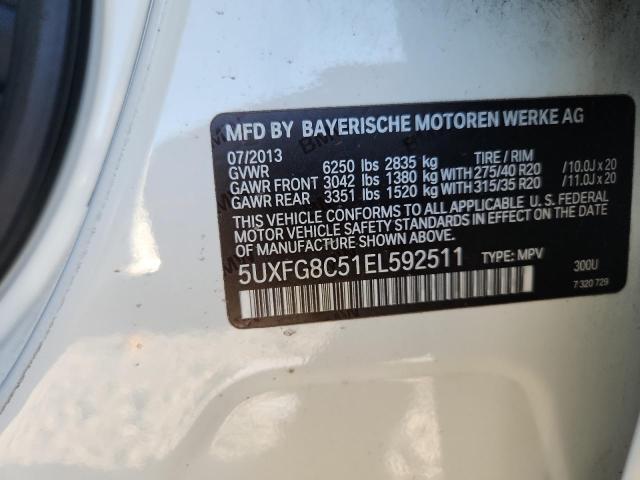 MFD BY BAYERISCHE MOTOREN WERKE AG
07/2013 TIRE / RIM
GVWR 6250 lbs 2835 kg
GAWR FRONT 3042 lbs 1380 kg WITH 275/40 R20 /10.0J x 20
GAWR REAR 3351 lbs 1520 kg WITH 315/35 R20 /11.0J x 20
THIS VEHICLE CONFORMS TO ALL APPLICABLE U. S. FEDERAL
MOTOR VEHICLE SAFETY STANDARDS IN EFFECT ON THE DATE
OF MANUFACTURE SHOWN ABOVE.
5UXFG8C51EL592511 TYPE: MPV
300U
7 320 729